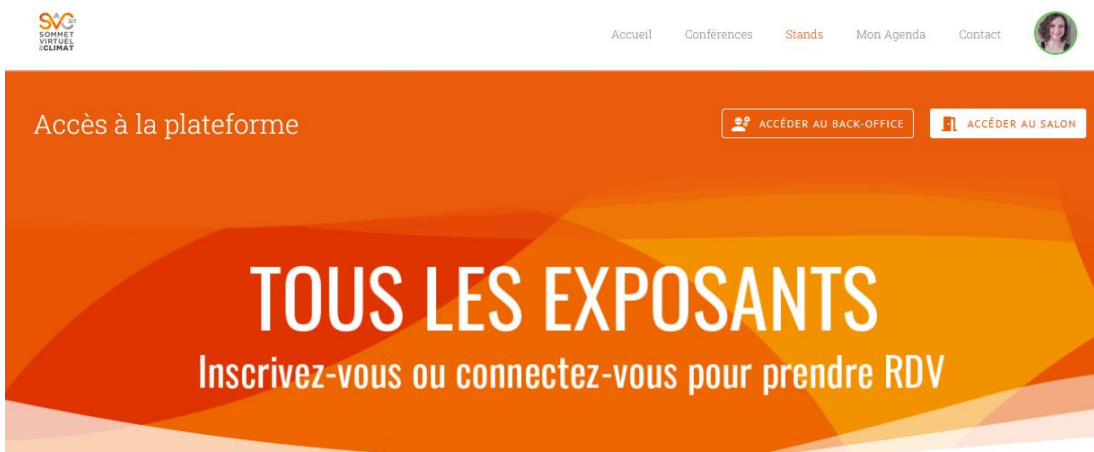 SVC
SOMMET
VIRTUEL
CLIMAT
Accueil
Conférences
Stands
Mon Agenda
Contact
Accès à la plateforme
ACCÉDER AU BACK-OFFICE
ACCÉDER AU SALON
TOUS LES EXPOSANTS
Inscrivez-vous ou connectez-vous pour prendre RDV